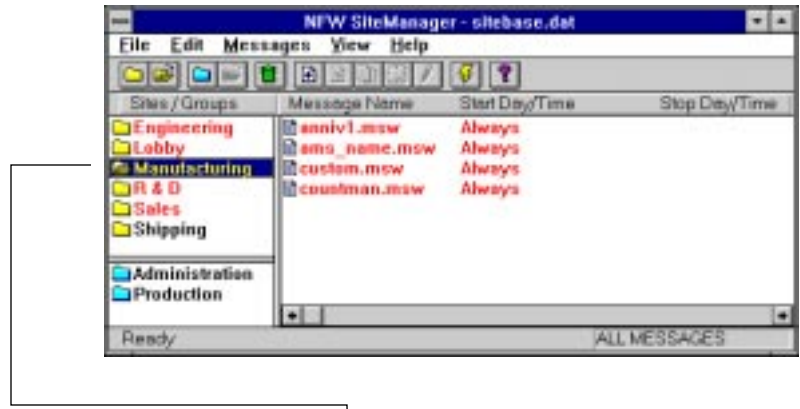 NFW SiteManager - sitebase.dat
File Edit Messages View Help
Sites / Groups Message Name Start Day/Time Stop Day/Time
Engineering anniv1.msw Always
Lobby ams_name.msw Always
Manufacturing custom.msw Always
R & D countman.msw Always
Sales
Shipping
Administration
Production
Ready ALL MESSAGES